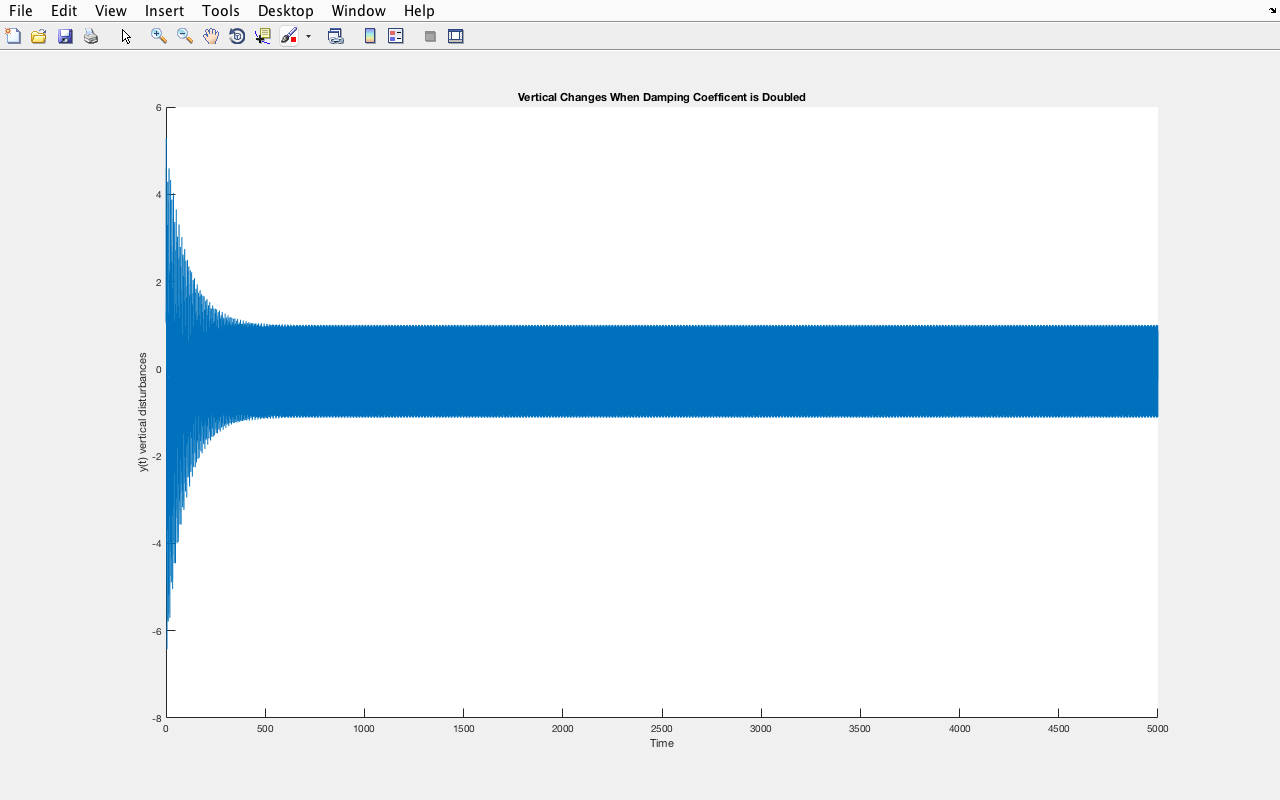 File Edit View Insert Tools Desktop Window Help
Vertical Changes When Damping Coefficent is Doubled
6
4
2
0
-2
-4
-6
-8
y(t) vertical disturbances
0 500 1000 1500 2000 2500 3000 3500 4000 4500 5000
Time